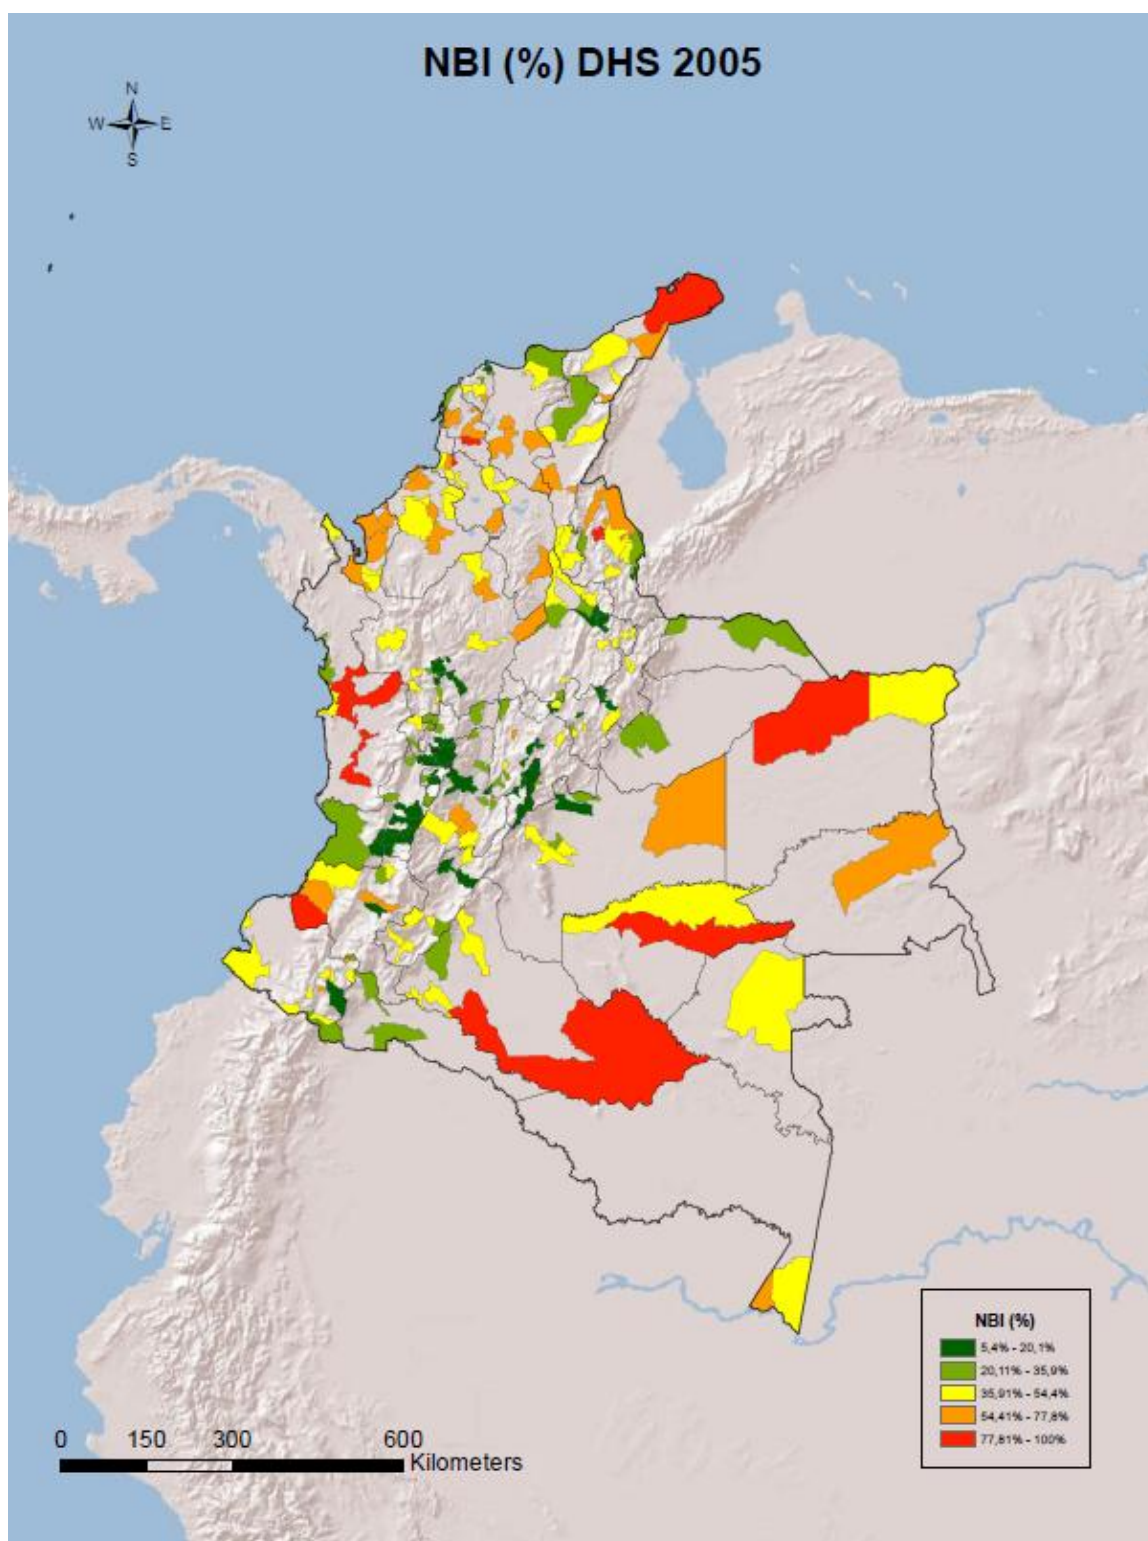 NBI (%) DHS 2005
N
W E
S
NBI (%)
5,4% - 20,1%
20,11% - 35,9%
35,91% - 54,4%
54,41% - 77,8%
77,81% - 100%
0 150 300 600
Kilometers